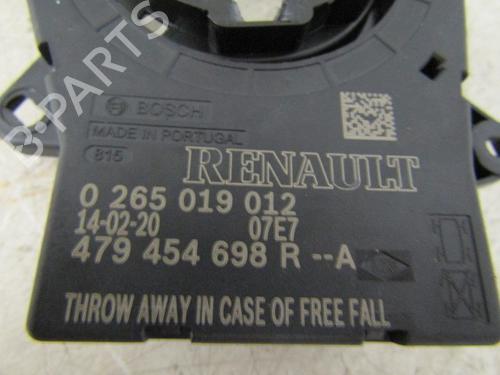 B-PARTS
BOSCH
MADE IN PORTUGAL
815
RENAULT
0 265 019 012
14-02-20 07E7
479 454 698 R --A
THROW AWAY IN CASE OF FREE FALL